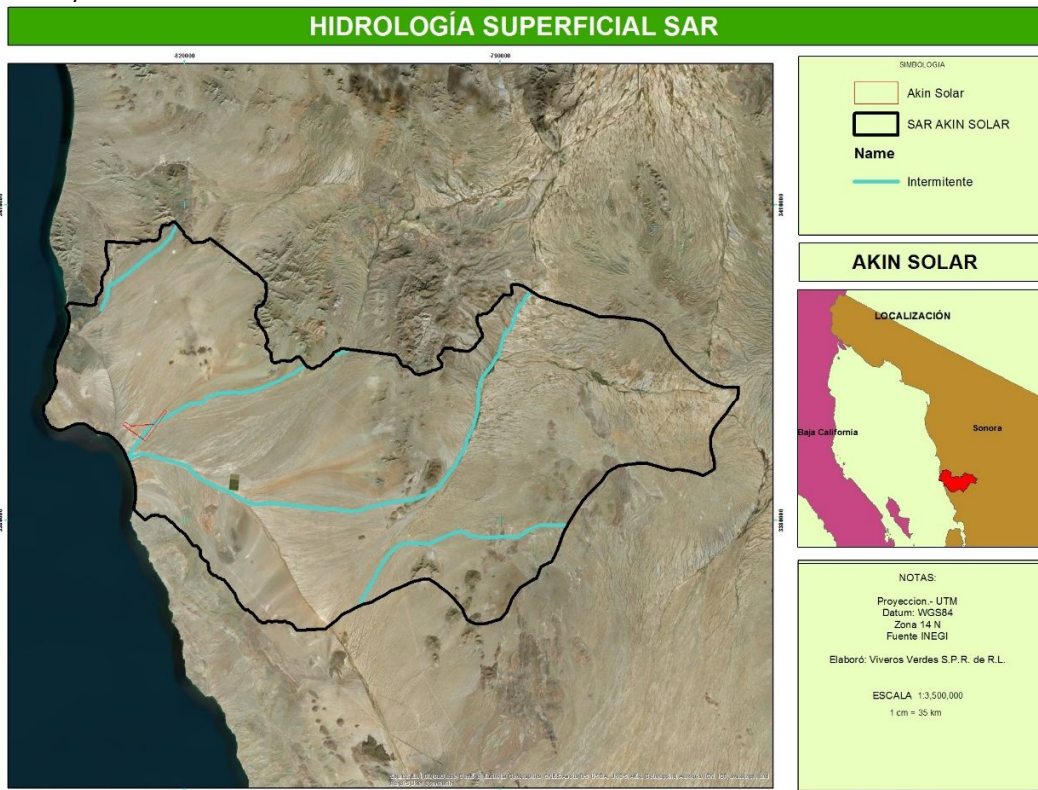 HIDROLOGÍA SUPERFICIAL SAR
-820000
-790000
SIMBOLOGIA
Akin Solar
SAR AKIN SOLAR
Name
Intermitente
AKIN SOLAR
LOCALIZACIÓN
Baja California
Sonora
NOTAS:
Proyeccion.- UTM
Datum: WGS84
Zona 14 N
Fuente INEGI
Elaboró: Viveros Verdes S.P.R. de R.L.
ESCALA 1:3,500,000
1 cm = 35 km